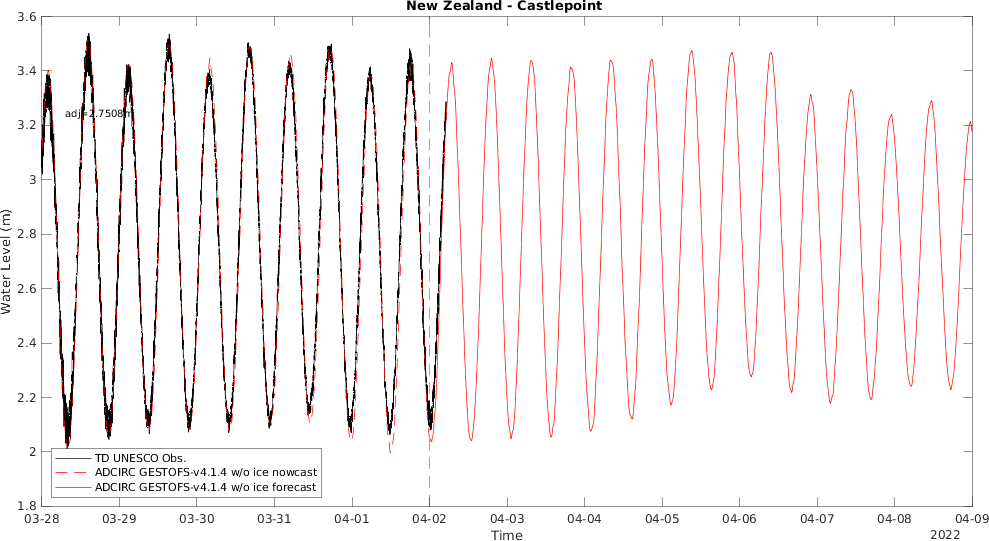 New Zealand - Castlepoint
Water Level (m)
3.6
3.4
3.2
3
2.8
2.6
2.4
2.2
2
1.8
adj=2.7508m
TD UNESCO Obs.
ADCIRC GESTOFS-v4.1.4 w/o ice nowcast
ADCIRC GESTOFS-v4.1.4 w/o ice forecast
03-28 03-29 03-30 03-31 04-01 04-02 04-03 04-04 04-05 04-06 04-07 04-08 04-09
Time
2022